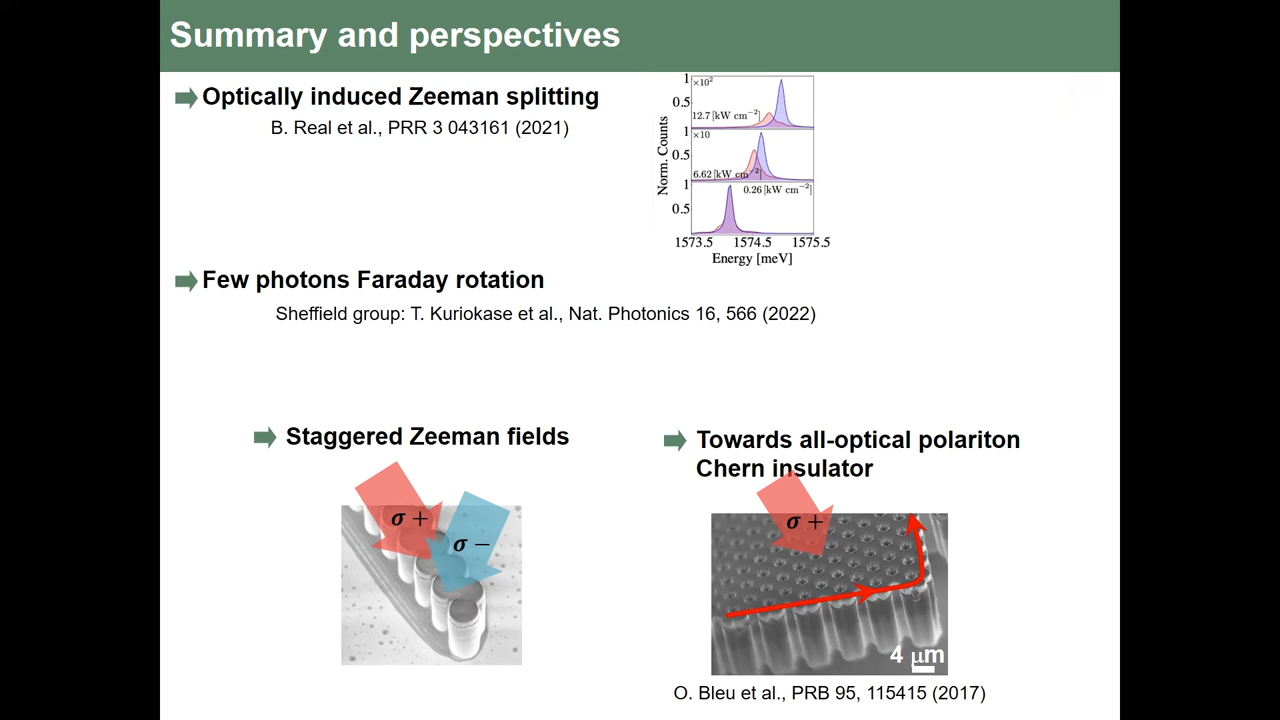 Summary and perspectives
Optically induced Zeeman splitting
B. Real et al., PRR 3 043161 (2021)
Norm. Counts
1
0.5
×10²
12.7 [kW cm⁻²]
1
0.5
×10
6.62 [kW cm⁻²]
1
0.5
0.26 [kW cm⁻²]
1573.5 1574.5 1575.5
Energy [meV]
Few photons Faraday rotation
Sheffield group: T. Kuriokase et al., Nat. Photonics 16, 566 (2022)
Staggered Zeeman fields
σ +
σ −
Towards all-optical polariton
Chern insulator
σ +
4 μm
O. Bleu et al., PRB 95, 115415 (2017)